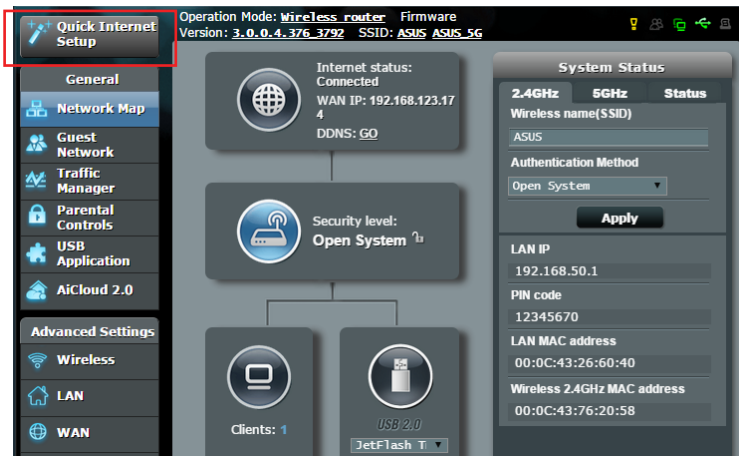 Quick Internet
Setup
Operation Mode: Wireless router Firmware
Version: 3.0.0.4.376_3792 SSID: ASUS ASUS_5G
General
Network Map
Guest
Network
Traffic
Manager
Parental
Controls
USB
Application
AiCloud 2.0
Advanced Settings
Wireless
LAN
WAN
Internet status:
Connected
WAN IP: 192.168.123.17
4
DDNS: GO
Security level:
Open System
Clients: 1
USB 2.0
JetFlash T
System Status
2.4GHz 5GHz Status
Wireless name(SSID)
ASUS
Authentication Method
Open System
Apply
LAN IP
192.168.50.1
PIN code
12345670
LAN MAC address
00:0C:43:26:60:40
Wireless 2.4GHz MAC address
00:0C:43:76:20:58